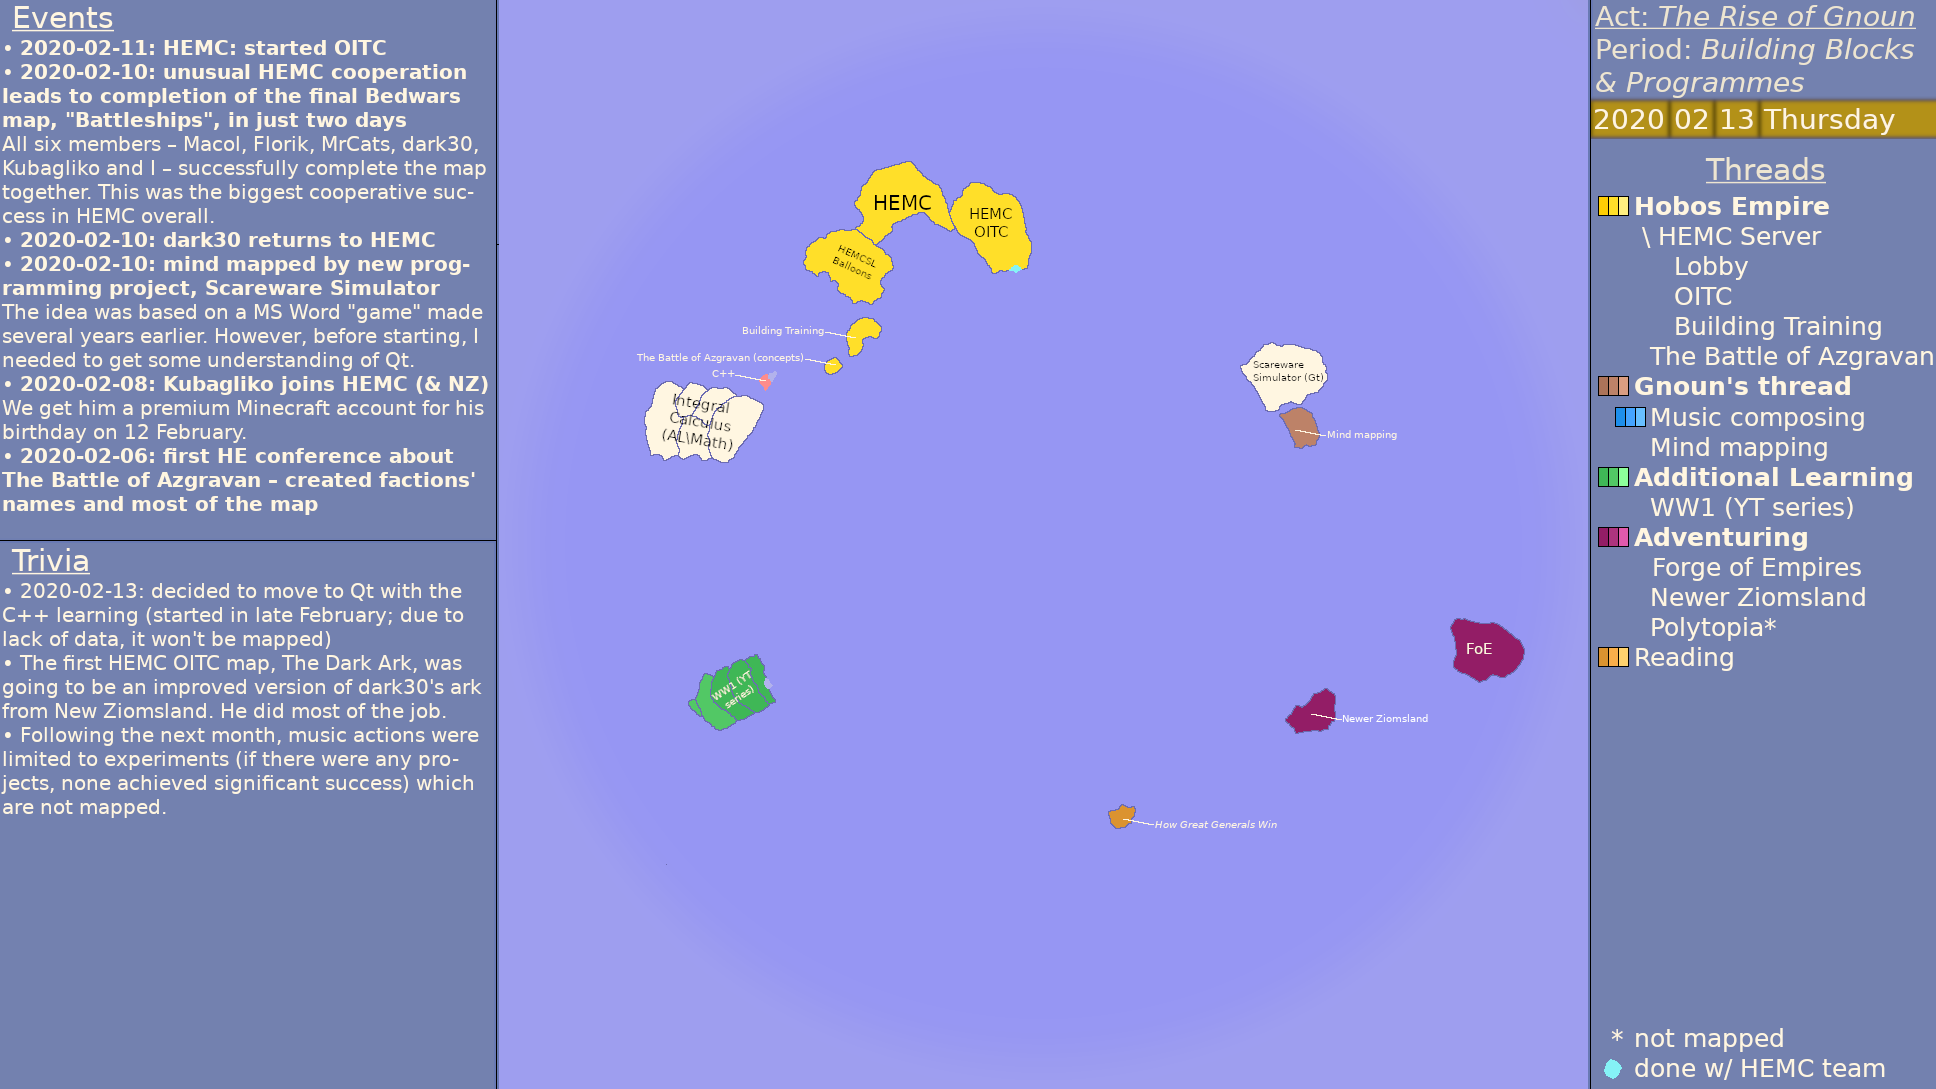 Events
• 2020-02-11: HEMC: started OITC
• 2020-02-10: unusual HEMC cooperation
leads to completion of the final Bedwars
map, "Battleships", in just two days
All six members – Macol, Florik, MrCats, dark30,
Kubagliko and I – successfully complete the map
together. This was the biggest cooperative suc-
cess in HEMC overall.
• 2020-02-10: dark30 returns to HEMC
• 2020-02-10: mind mapped by new prog-
ramming project, Scareware Simulator
The idea was based on a MS Word "game" made
several years earlier. However, before starting, I
needed to get some understanding of Qt.
• 2020-02-08: Kubagliko joins HEMC (& NZ)
We get him a premium Minecraft account for his
birthday on 12 February.
• 2020-02-06: first HE conference about
The Battle of Azgravan – created factions'
names and most of the map
Trivia
• 2020-02-13: decided to move to Qt with the
C++ learning (started in late February; due to
lack of data, it won't be mapped)
• The first HEMC OITC map, The Dark Ark, was
going to be an improved version of dark30's ark
from New Ziomsland. He did most of the job.
• Following the next month, music actions were
limited to experiments (if there were any pro-
jects, none achieved significant success) which
are not mapped.
HEMC
HEMC
OITC
HEMCSL
Balloons
Building Training
The Battle of Azgravan (concepts)
C++
Integral
Calculus
(AL\Math)
Scareware
Simulator (Gt)
Mind mapping
WW1 (YT
series)
FoE
Newer Ziomsland
How Great Generals Win
Act: The Rise of Gnoun
Period: Building Blocks
& Programmes
2020 02 13 Thursday
Threads
Hobos Empire
\ HEMC Server
Lobby
OITC
Building Training
The Battle of Azgravan
Gnoun's thread
Music composing
Mind mapping
Additional Learning
WW1 (YT series)
Adventuring
Forge of Empires
Newer Ziomsland
Polytopia*
Reading
* not mapped
done w/ HEMC team